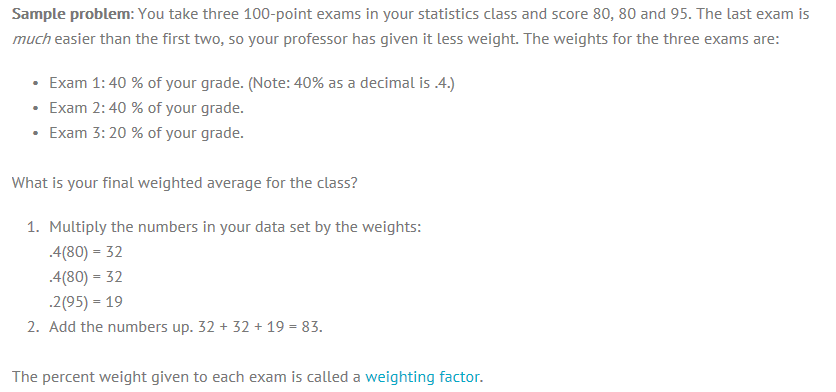 Sample problem: You take three 100-point exams in your statistics class and score 80, 80 and 95. The last exam is
much easier than the first two, so your professor has given it less weight. The weights for the three exams are:
• Exam 1: 40 % of your grade. (Note: 40% as a decimal is .4.)
• Exam 2: 40 % of your grade.
• Exam 3: 20 % of your grade.
What is your final weighted average for the class?
1. Multiply the numbers in your data set by the weights:
.4(80) = 32
.4(80) = 32
.2(95) = 19
2. Add the numbers up. 32 + 32 + 19 = 83.
The percent weight given to each exam is called a weighting factor.